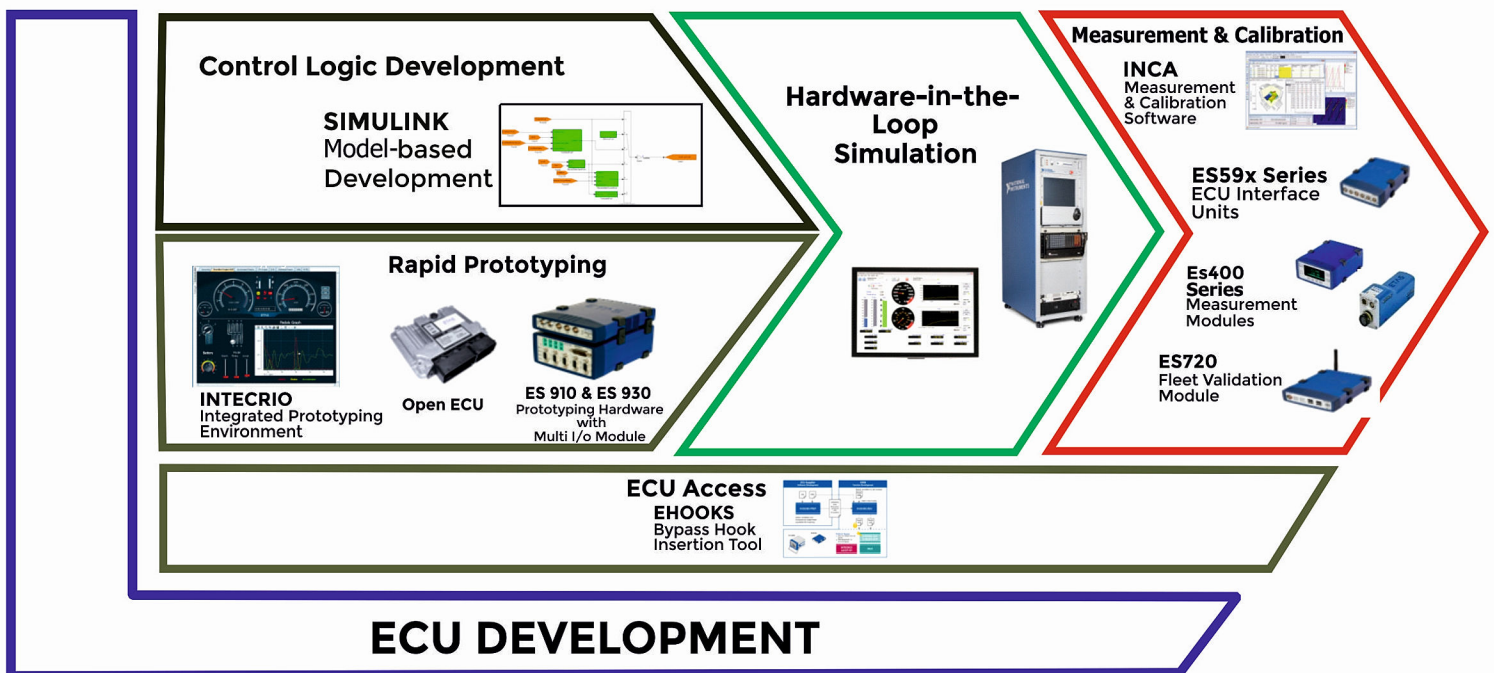 Control Logic Development
SIMULINK
Model-based
Development
Rapid Prototyping
INTECRIO
Integrated Prototyping
Environment
Open ECU
ES 910 & ES 930
Prototyping Hardware
with
Multi I/o Module
Hardware-in-the-
Loop
Simulation
NATIONAL
INSTRUMENTS
Measurement & Calibration
INCA
Measurement
& Calibration
Software
ES59x Series
ECU Interface
Units
Es400
Series
Measurement
Modules
ES720
Fleet Validation
Module
ECU Access
EHOOKS
Bypass Hook
Insertion Tool
ECU DEVELOPMENT